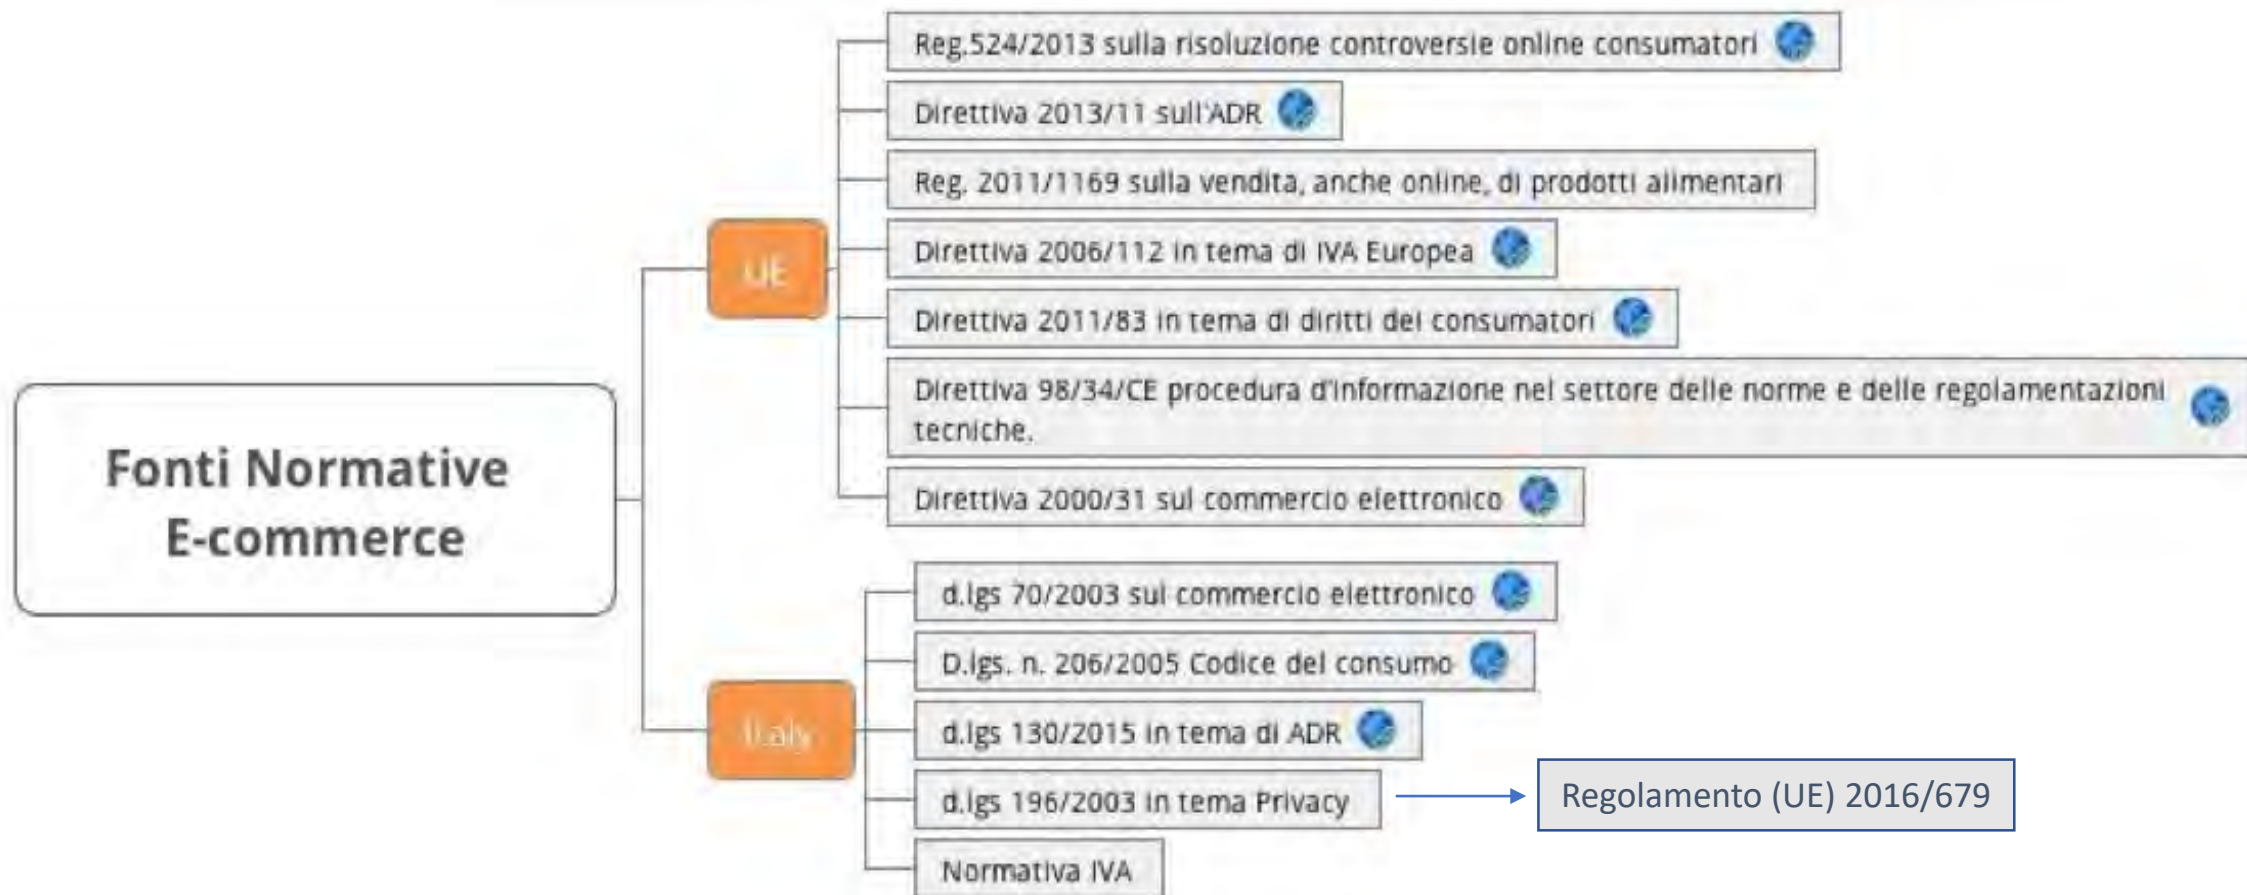 Fonti Normative
E-commerce
UE
Reg.524/2013 sulla risoluzione controversie online consumatori
Direttiva 2013/11 sull'ADR
Reg. 2011/1169 sulla vendita, anche online, di prodotti alimentari
Direttiva 2006/112 in tema di IVA Europea
Direttiva 2011/83 in tema di diritti dei consumatori
Direttiva 98/34/CE procedura d'informazione nel settore delle norme e delle regolamentazioni
tecniche.
Direttiva 2000/31 sul commercio elettronico
Italy
d.lgs 70/2003 sul commercio elettronico
D.lgs. n. 206/2005 Codice del consumo
d.lgs 130/2015 in tema di ADR
d.lgs 196/2003 in tema Privacy
Regolamento (UE) 2016/679
Normativa IVA